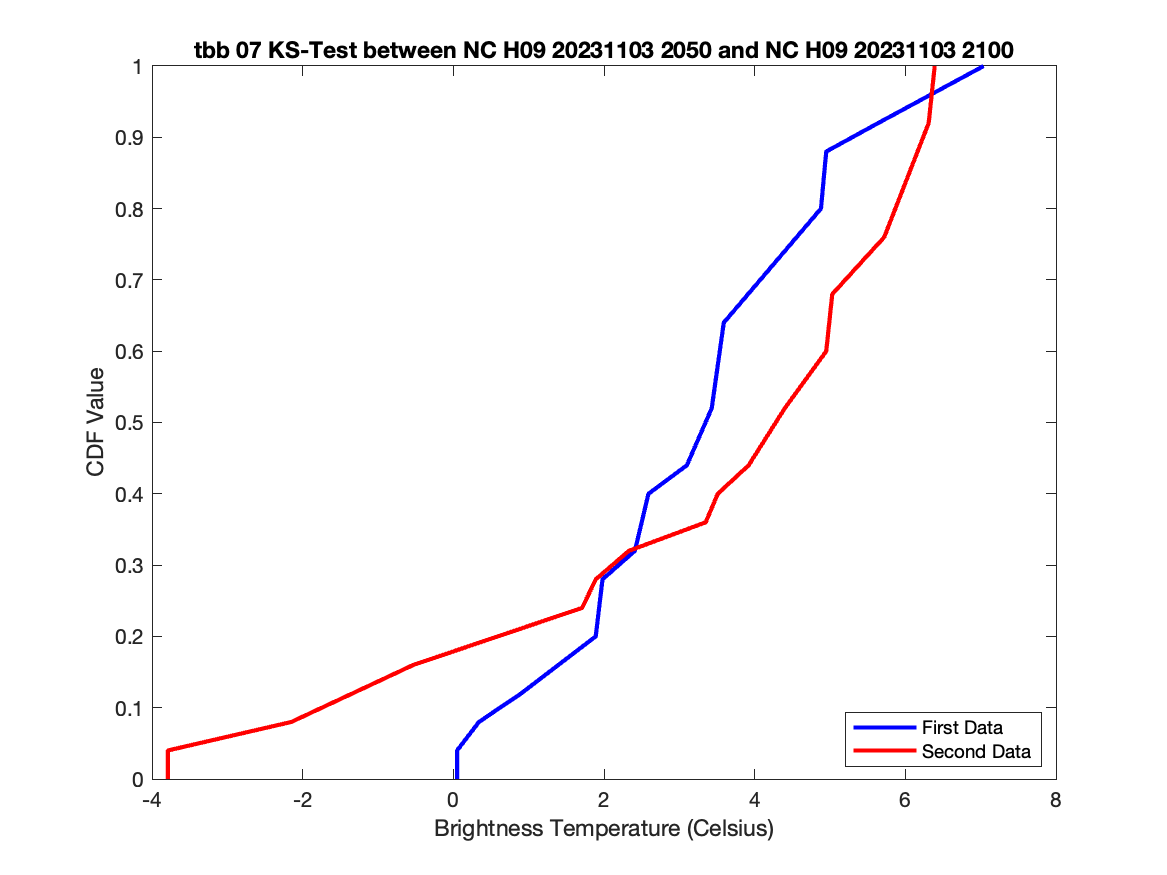 tbb 07 KS-Test between NC H09 20231103 2050 and NC H09 20231103 2100
1
0.9
0.8
0.7
0.6
0.5
0.4
0.3
0.2
0.1
0
CDF Value
First Data
Second Data
-4 -2 0 2 4 6 8
Brightness Temperature (Celsius)